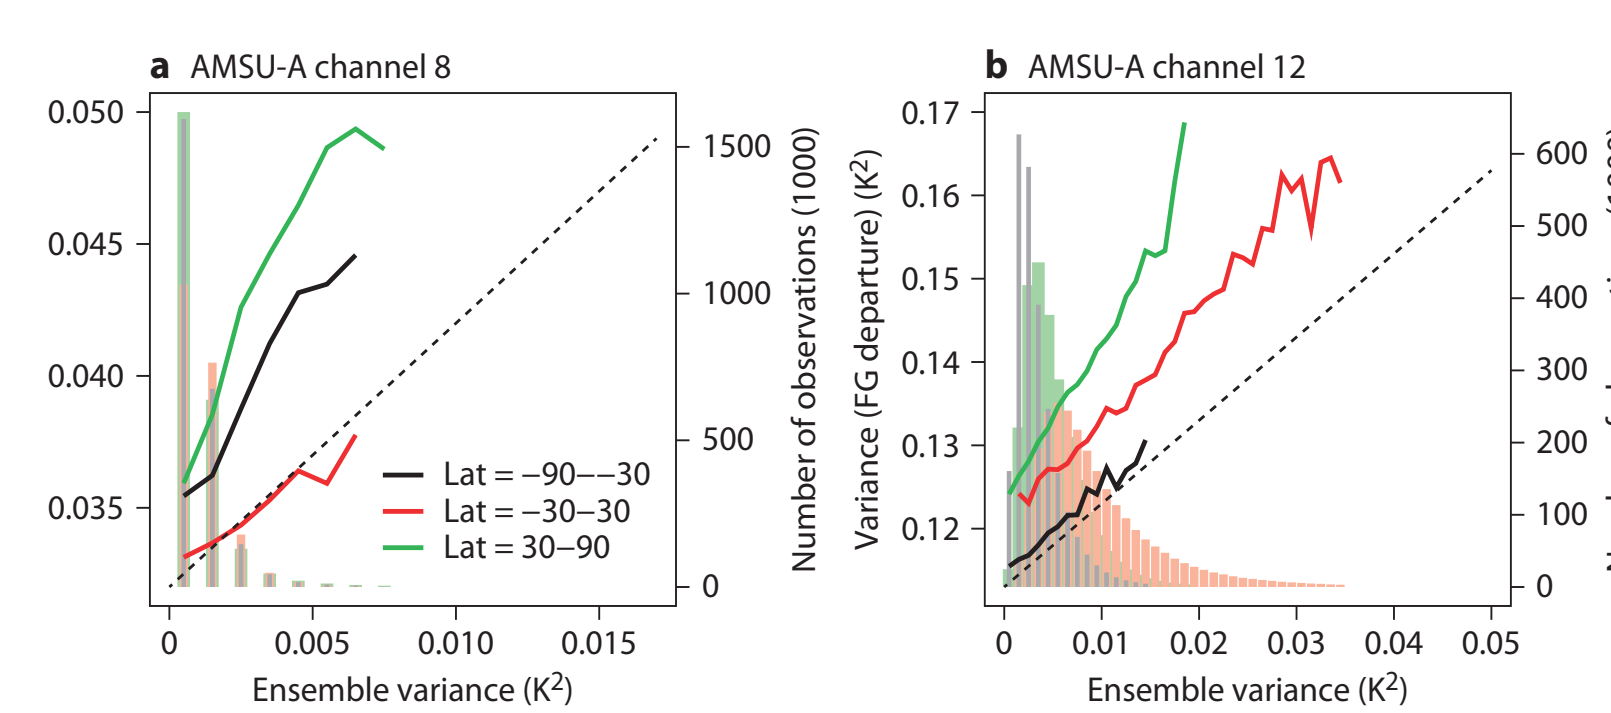 a AMSU-A channel 8
0.050
0.045
0.040
0.035
1500
1000
500
0
Number of observations (1000)
Lat = −90−−30
Lat = −30−30
Lat = 30−90
0 0.005 0.010 0.015
Ensemble variance (K²)
b AMSU-A channel 12
Variance (FG departure) (K²)
0.17
0.16
0.15
0.14
0.13
0.12
600
500
400
300
200
100
0
0 0.01 0.02 0.03 0.04 0.05
Ensemble variance (K²)